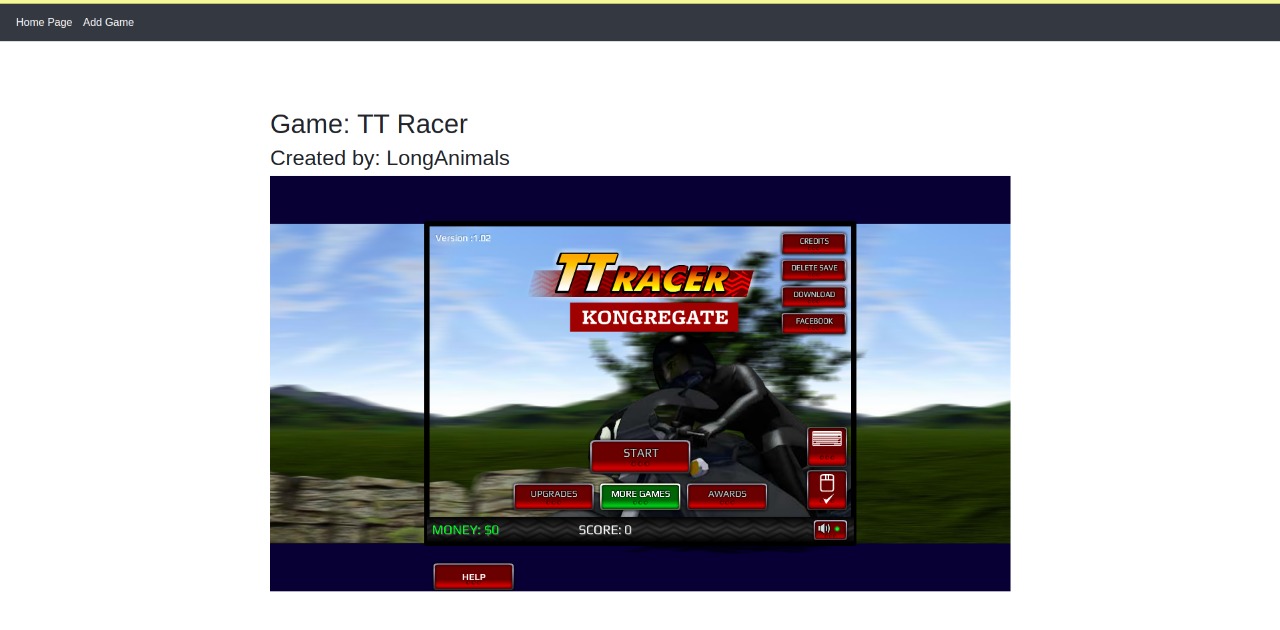 Home Page Add Game
Game: TT Racer
Created by: LongAnimals
Version :1.02
CREDITS
TT RACER
DELETE SAVE
DOWNLOAD
KONGREGATE
FACEBOOK
START
UPGRADES MORE GAMES AWARDS
MONEY: $0 SCORE: 0
HELP